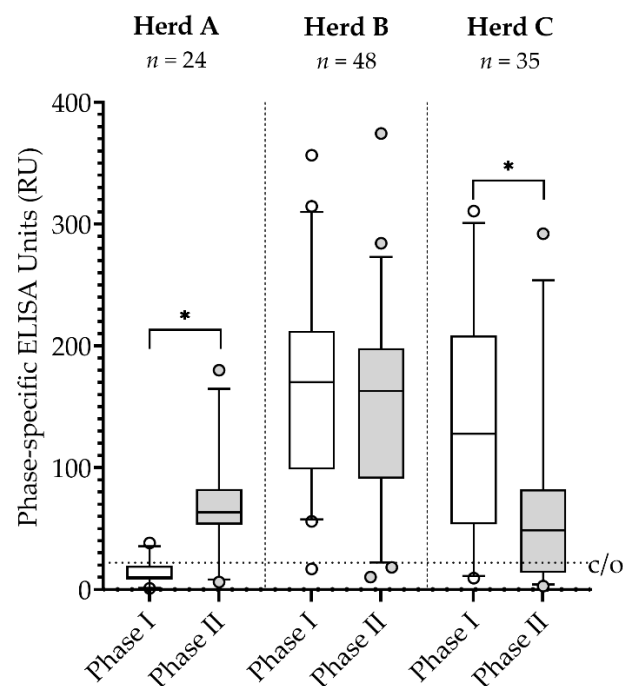 Herd A Herd B Herd C
n = 24 n = 48 n = 35
Phase-specific ELISA Units (RU)
400
300
200
100
0
* *
c/o
Phase I Phase II Phase I Phase II Phase I Phase II